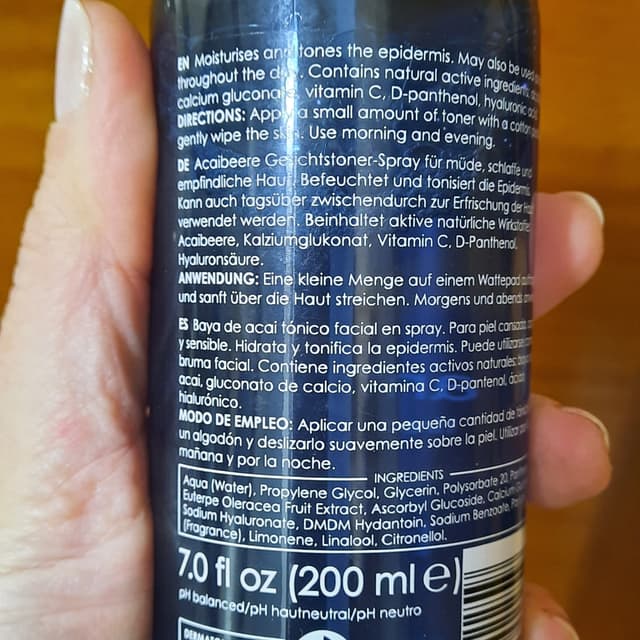 EN Moisturises and tones the epidermis. May also be used
throughout the day. Contains natural active ingredients:
calcium gluconate, vitamin C, D-panthenol, hyaluronic acid.
DIRECTIONS: Apply a small amount of toner with a cotton
gently wipe the skin. Use morning and evening.
DE Acaibeere Gesichtstoner-Spray für müde, schlaffe und
empfindliche Haut. Befeuchtet und tonisiert die Epidermis.
Kann auch tagsüber zwischendurch zur Erfrischung der Haut
verwendet werden. Beinhaltet aktive natürliche Wirkstoffe:
Acaibeere, Kalziumglukonat, Vitamin C, D-Panthenol,
Hyaluronsäure.
ANWENDUNG: Eine kleine Menge auf einem Wattepad
und sanft über die Haut streichen. Morgens und abends
ES Baya de acai tónico facial en spray. Para piel cansada,
y sensible. Hidrata y tonifica la epidermis. Puede utilizarse
bruma facial. Contiene ingredientes activos naturales:
acai, gluconato de calcio, vitamina C, D-pantenol, ácido
hialurónico.
MODO DE EMPLEO: Aplicar una pequeña cantidad de
un algodón y deslizarlo suavemente sobre la piel. Utilizar
mañana y por la noche.
INGREDIENTS
Aqua (Water), Propylene Glycol, Glycerin, Polysorbate 20,
Euterpe Oleracea Fruit Extract, Ascorbyl Glucoside, Calcium
Sodium Hyaluronate, DMDM Hydantoin, Sodium Benzoate,
(Fragrance), Limonene, Linalool, Citronellol.
7.0 fl oz (200 ml ℮)
pH balanced/pH hautneutral/pH neutro